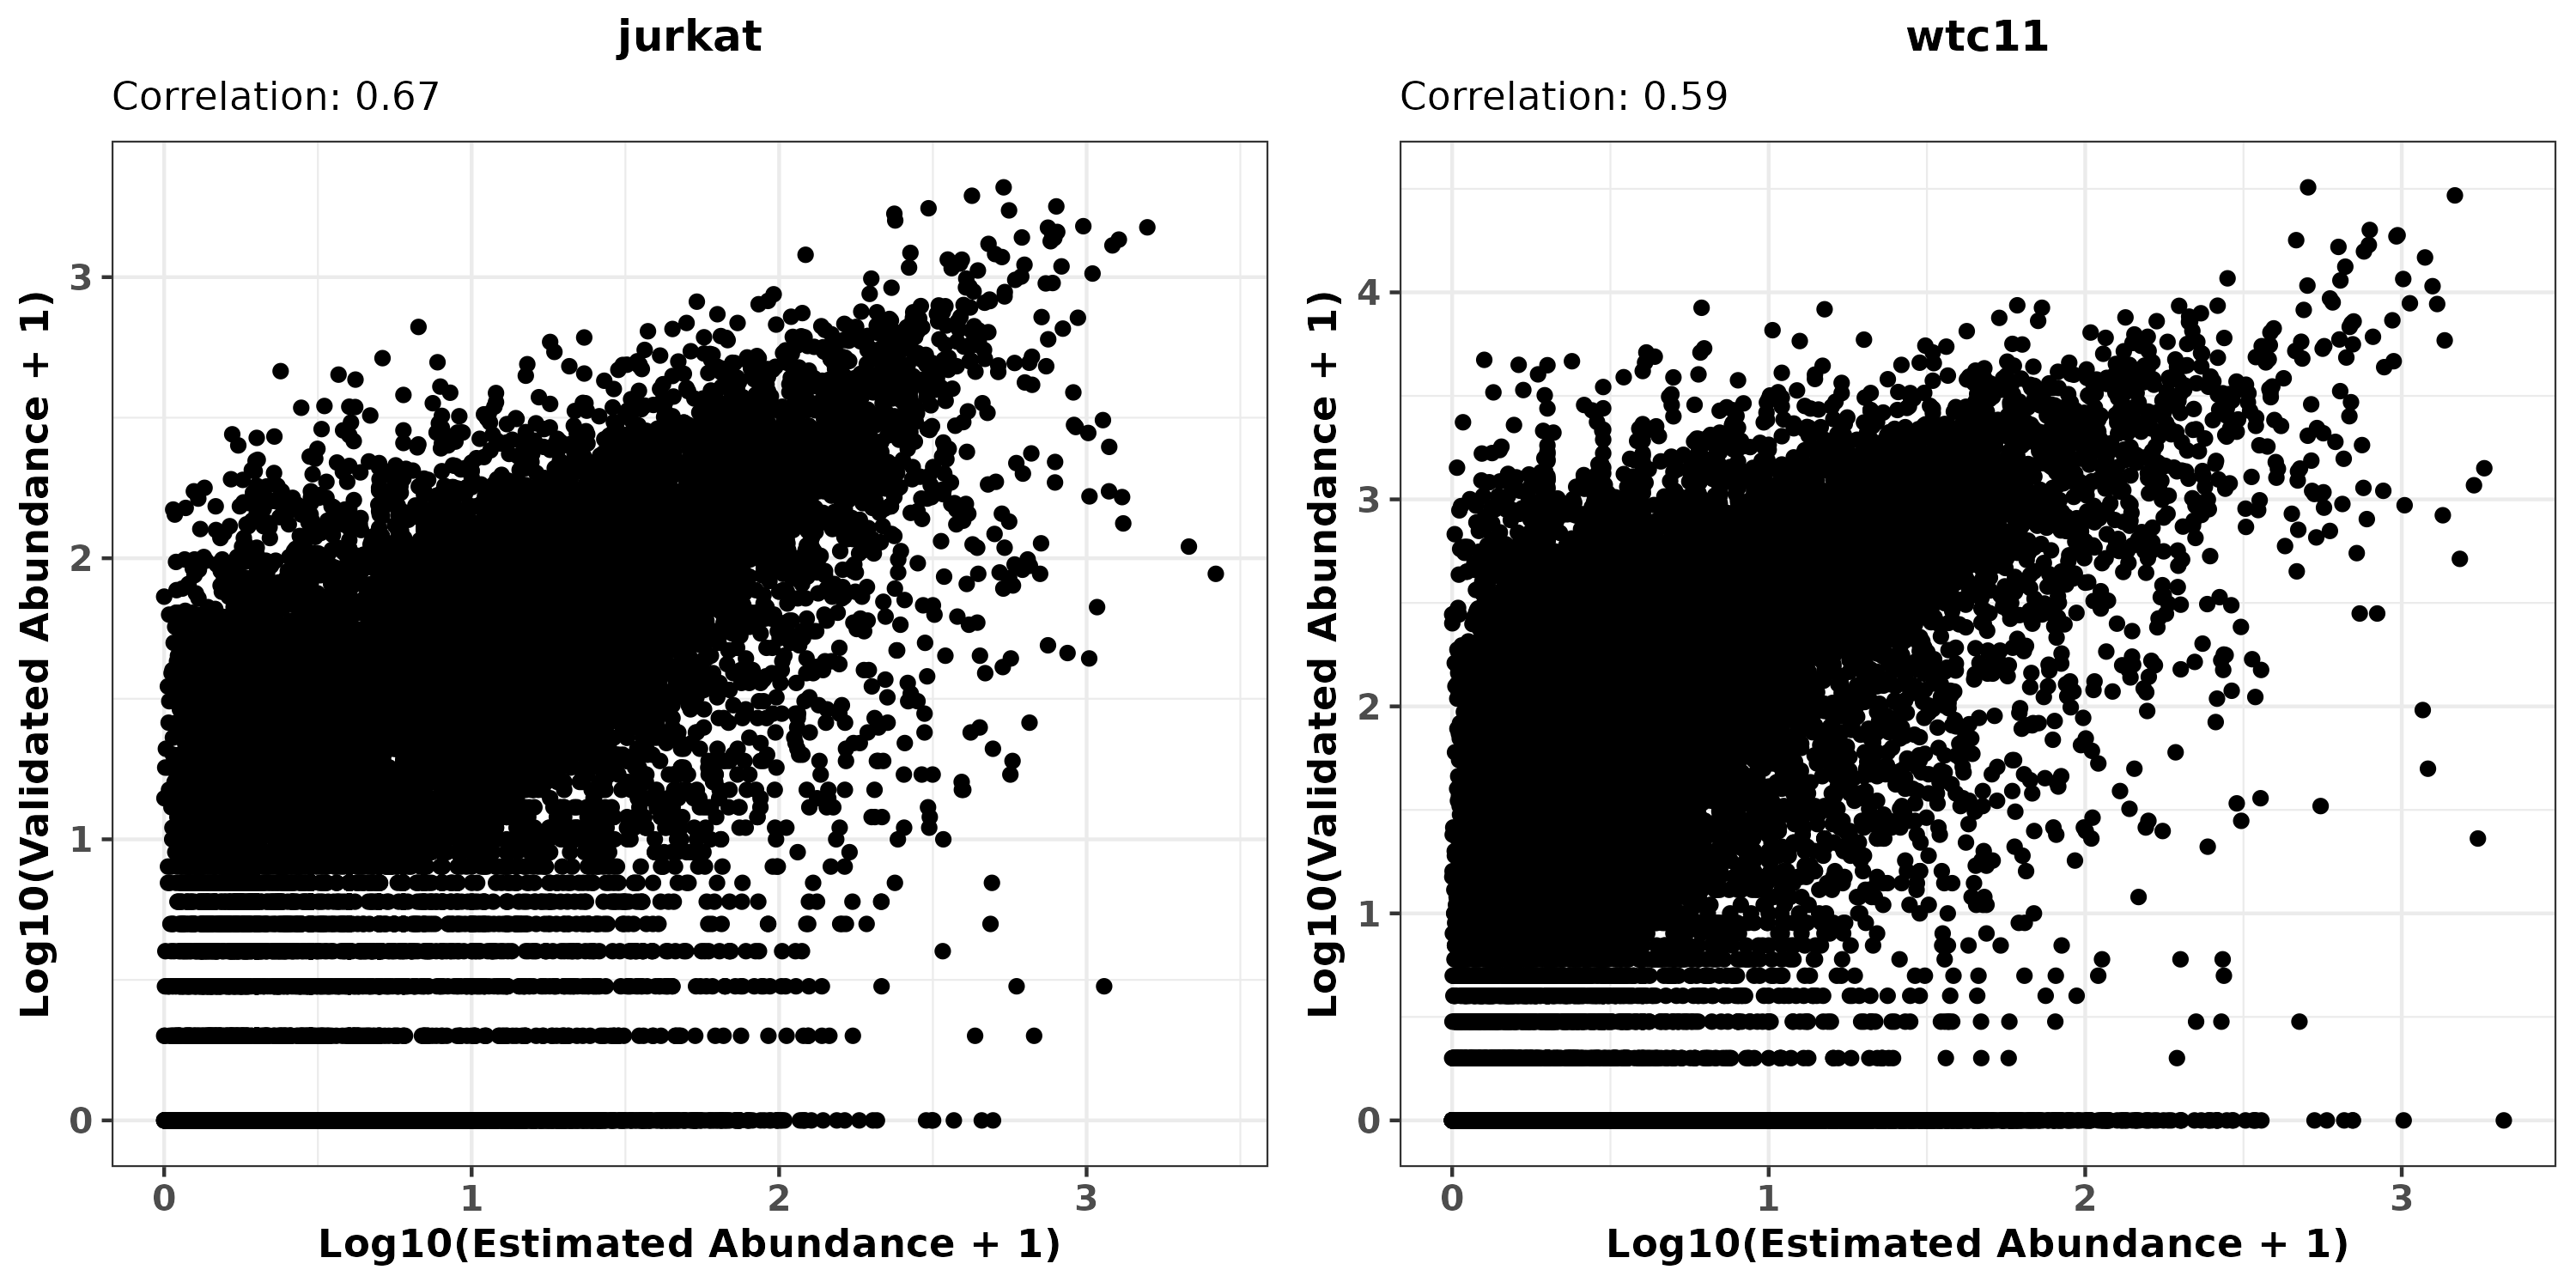 jurkat
Correlation: 0.67
Log10(Validated Abundance + 1)
3
2
1
0
0 1 2 3
Log10(Estimated Abundance + 1)
wtc11
Correlation: 0.59
Log10(Validated Abundance + 1)
4
3
2
1
0
0 1 2 3
Log10(Estimated Abundance + 1)